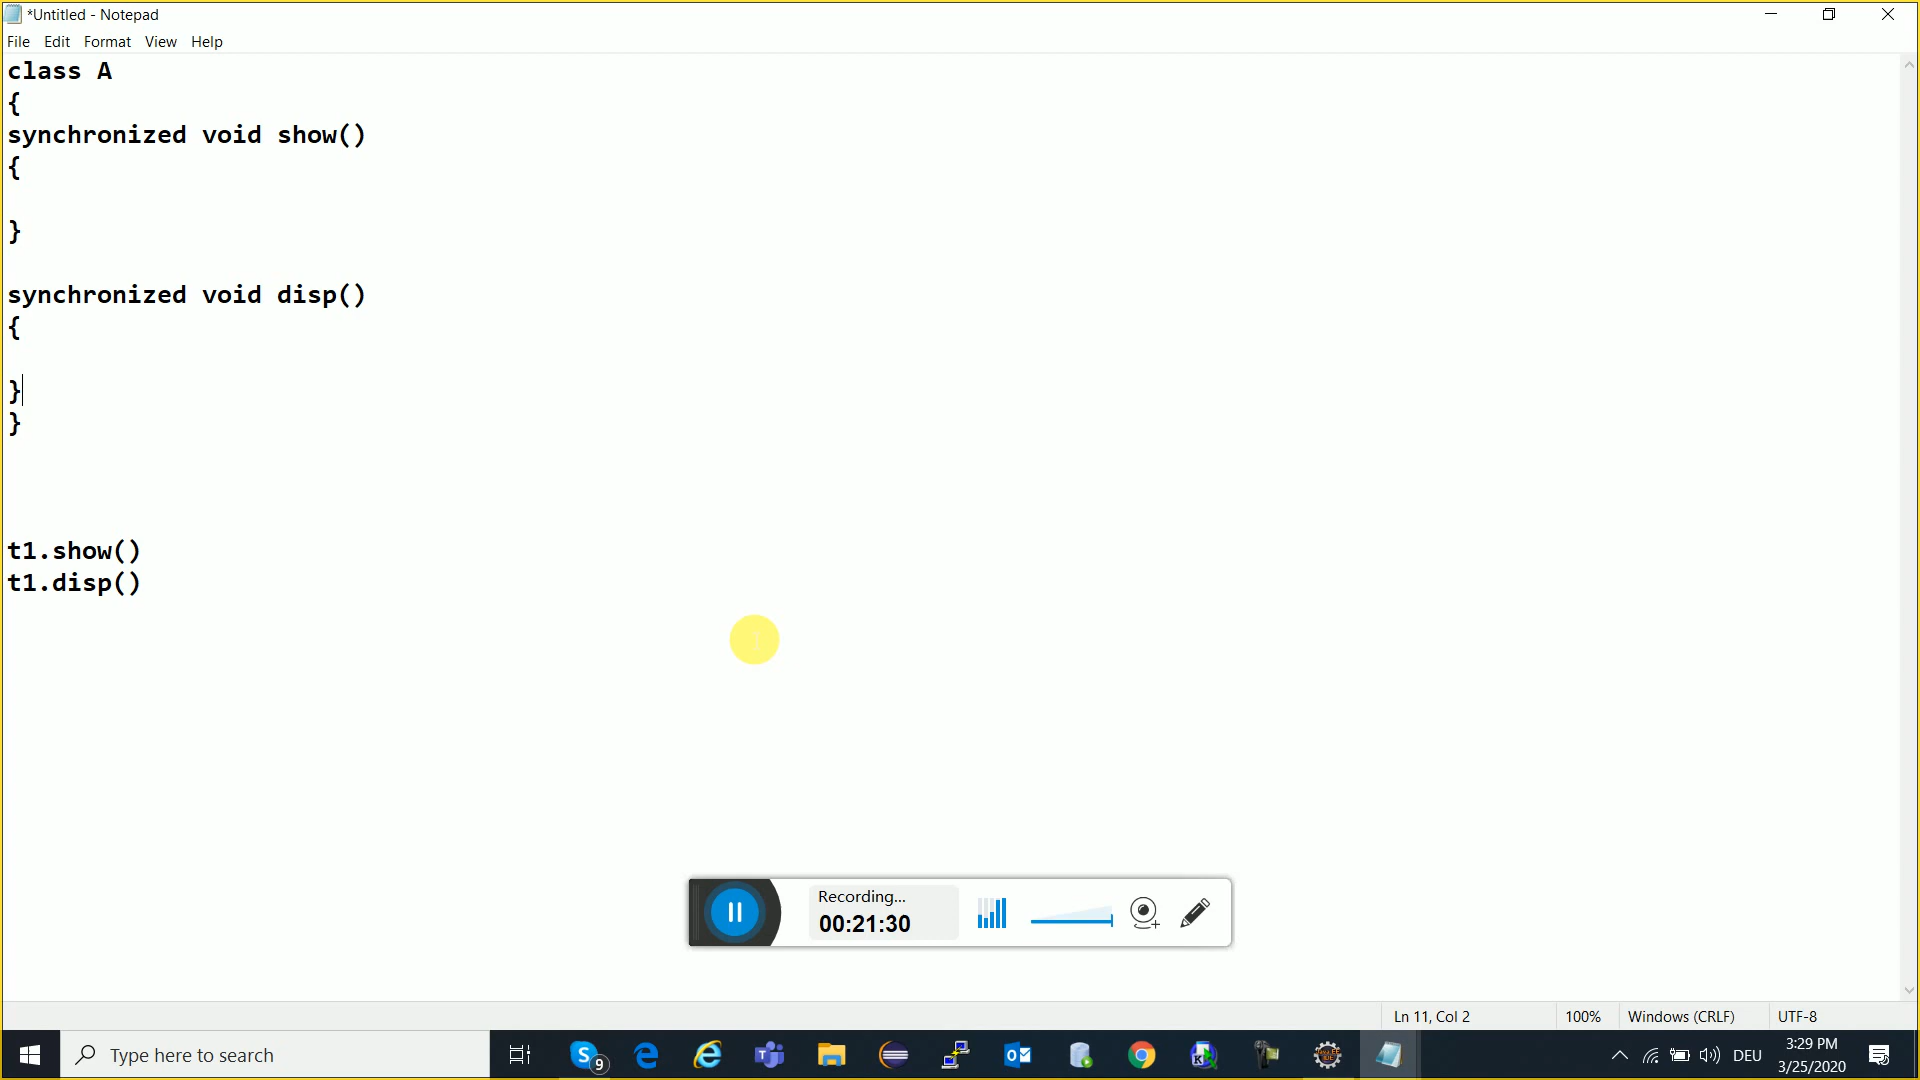 *Untitled - Notepad
File Edit Format View Help
class A
{
synchronized void show()
{
}
synchronized void disp()
{
}
}
t1.show()
t1.disp()
Recording...
00:21:30
Ln 11, Col 2
100%
Windows (CRLF)
UTF-8
Type here to search
9
DEU
3:29 PM
3/25/2020